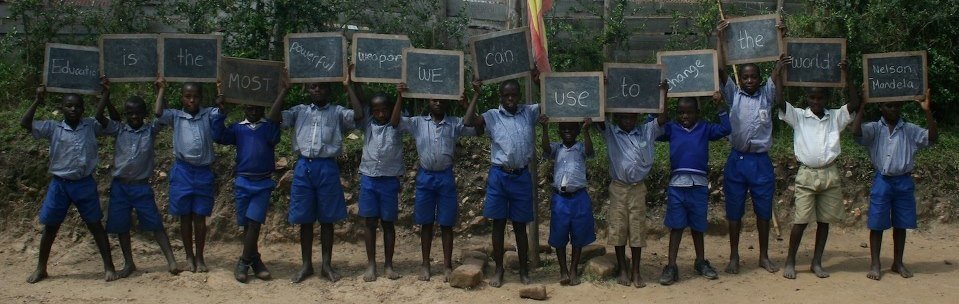 Education
is
the
MOST
powerful
weapon
WE
can
use
to
change
the
world
Nelson
Mandela